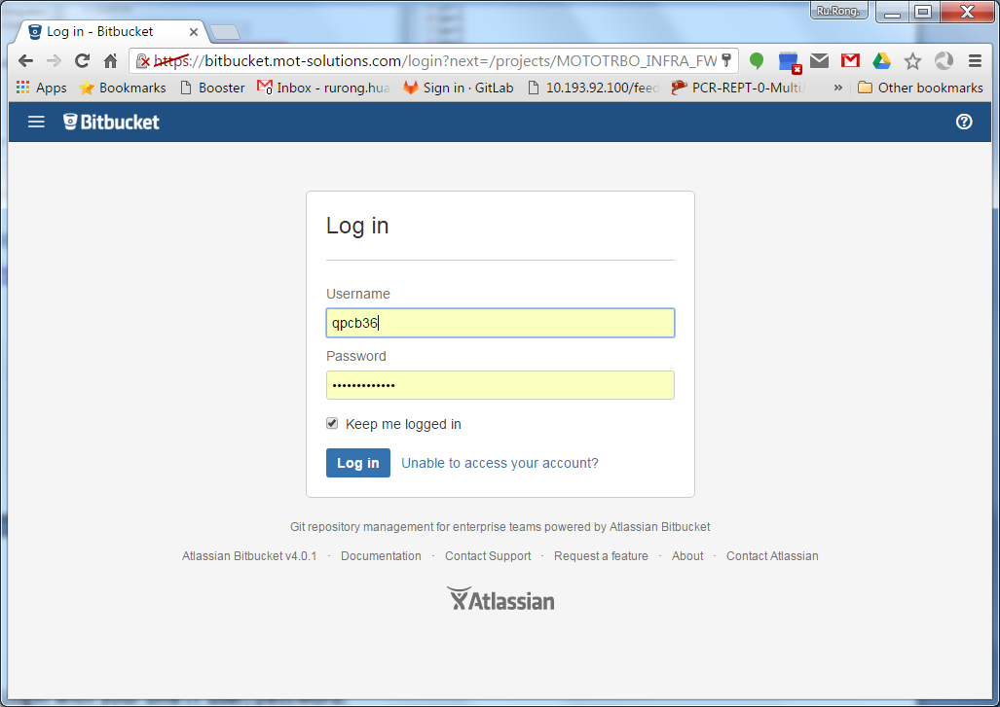 Ru.Rong.
Log in - Bitbucket
https://bitbucket.mot-solutions.com/login?next=/projects/MOTOTRBO_INFRA_FW
Apps Bookmarks Booster Inbox - rurong.hua Sign in · GitLab 10.193.92.100/feed PCR-REPT-0-Multi » Other bookmarks
Bitbucket
Log in
Username
qpcb36
Password
•••••••••••••
Keep me logged in
Log in Unable to access your account?
Git repository management for enterprise teams powered by Atlassian Bitbucket
Atlassian Bitbucket v4.0.1 · Documentation · Contact Support · Request a feature · About · Contact Atlassian
Atlassian